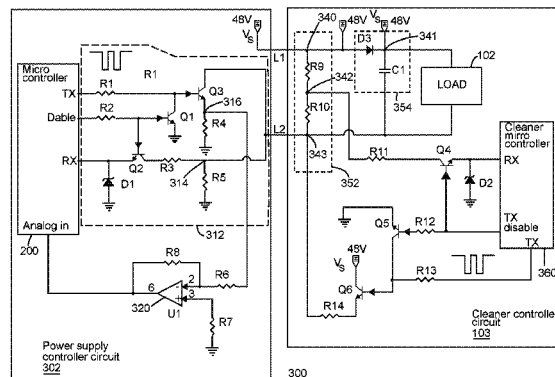 48V
VS
48V
VS
48V
340
D3
341
L1
Micro
controller
R1
Q3
R9
342
C1
102
LOAD
TX
R1
316
354
Dable
R2
Q1
R4
R10
L2
343
Cleaner
mirro
controller
RX
Q2
R3
314
R5
R11
Q4
RX
D1
352
D2
Analog in
312
Q5
R12
TX
disable
200
R8
48V
VS
TX
R13
360
6
2
R6
Q6
3
320
U1
R7
R14
Power supply
controller circuit
302
300
Cleaner controller
circuit
103